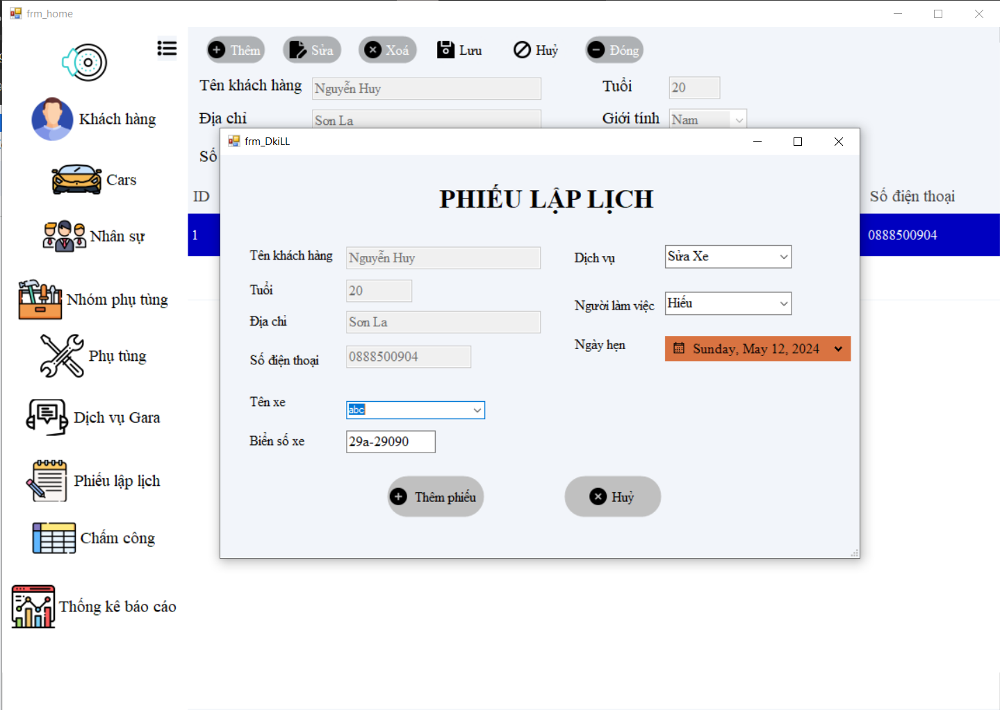 frm_home
Thêm
Sửa
Xoá
Lưu
Huỷ
Đóng
Tên khách hàng
Nguyễn Huy
Tuổi
20
Địa chỉ
Sơn La
Giới tính
Nam
Số
ID
Số điện thoại
1
0888500904
Khách hàng
Cars
Nhân sự
Nhóm phụ tùng
Phụ tùng
Dịch vụ Gara
Phiếu lập lịch
Chấm công
Thống kê báo cáo
frm_DkiLL
PHIẾU LẬP LỊCH
Tên khách hàng
Nguyễn Huy
Tuổi
20
Địa chỉ
Sơn La
Số điện thoại
0888500904
Tên xe
abc
Biển số xe
29a-29090
Dịch vụ
Sửa Xe
Người làm việc
Hiếu
Ngày hẹn
Sunday, May 12, 2024
Thêm phiếu
Huỷ